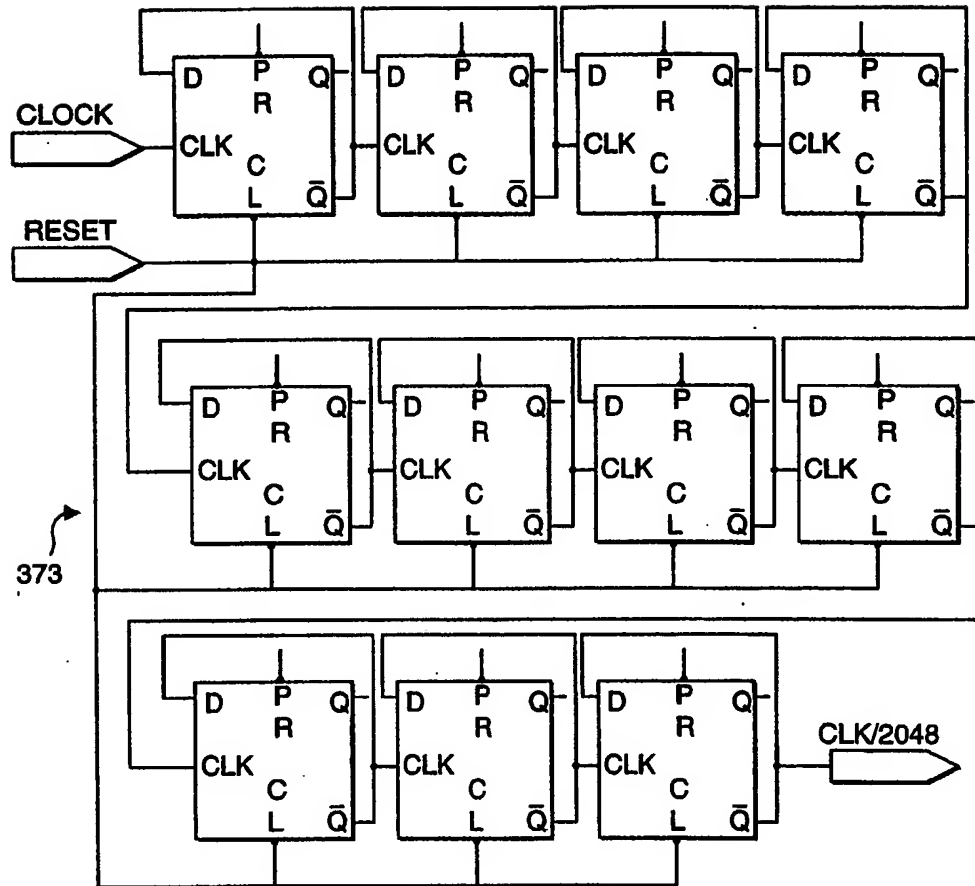 D P Q D P Q D P Q D P Q
R R R R
CLOCK
CLK CLK CLK CLK
C C C C
L Q̅ L Q̅ L Q̅ L Q̅
RESET
D P Q D P Q D P Q D P Q
R R R R
CLK CLK CLK CLK
C C C C
L Q̅ L Q̅ L Q̅ L Q̅
373
D P Q D P Q D P Q
R R R
CLK/2048
CLK CLK CLK
C C C
L Q̅ L Q̅ L Q̅